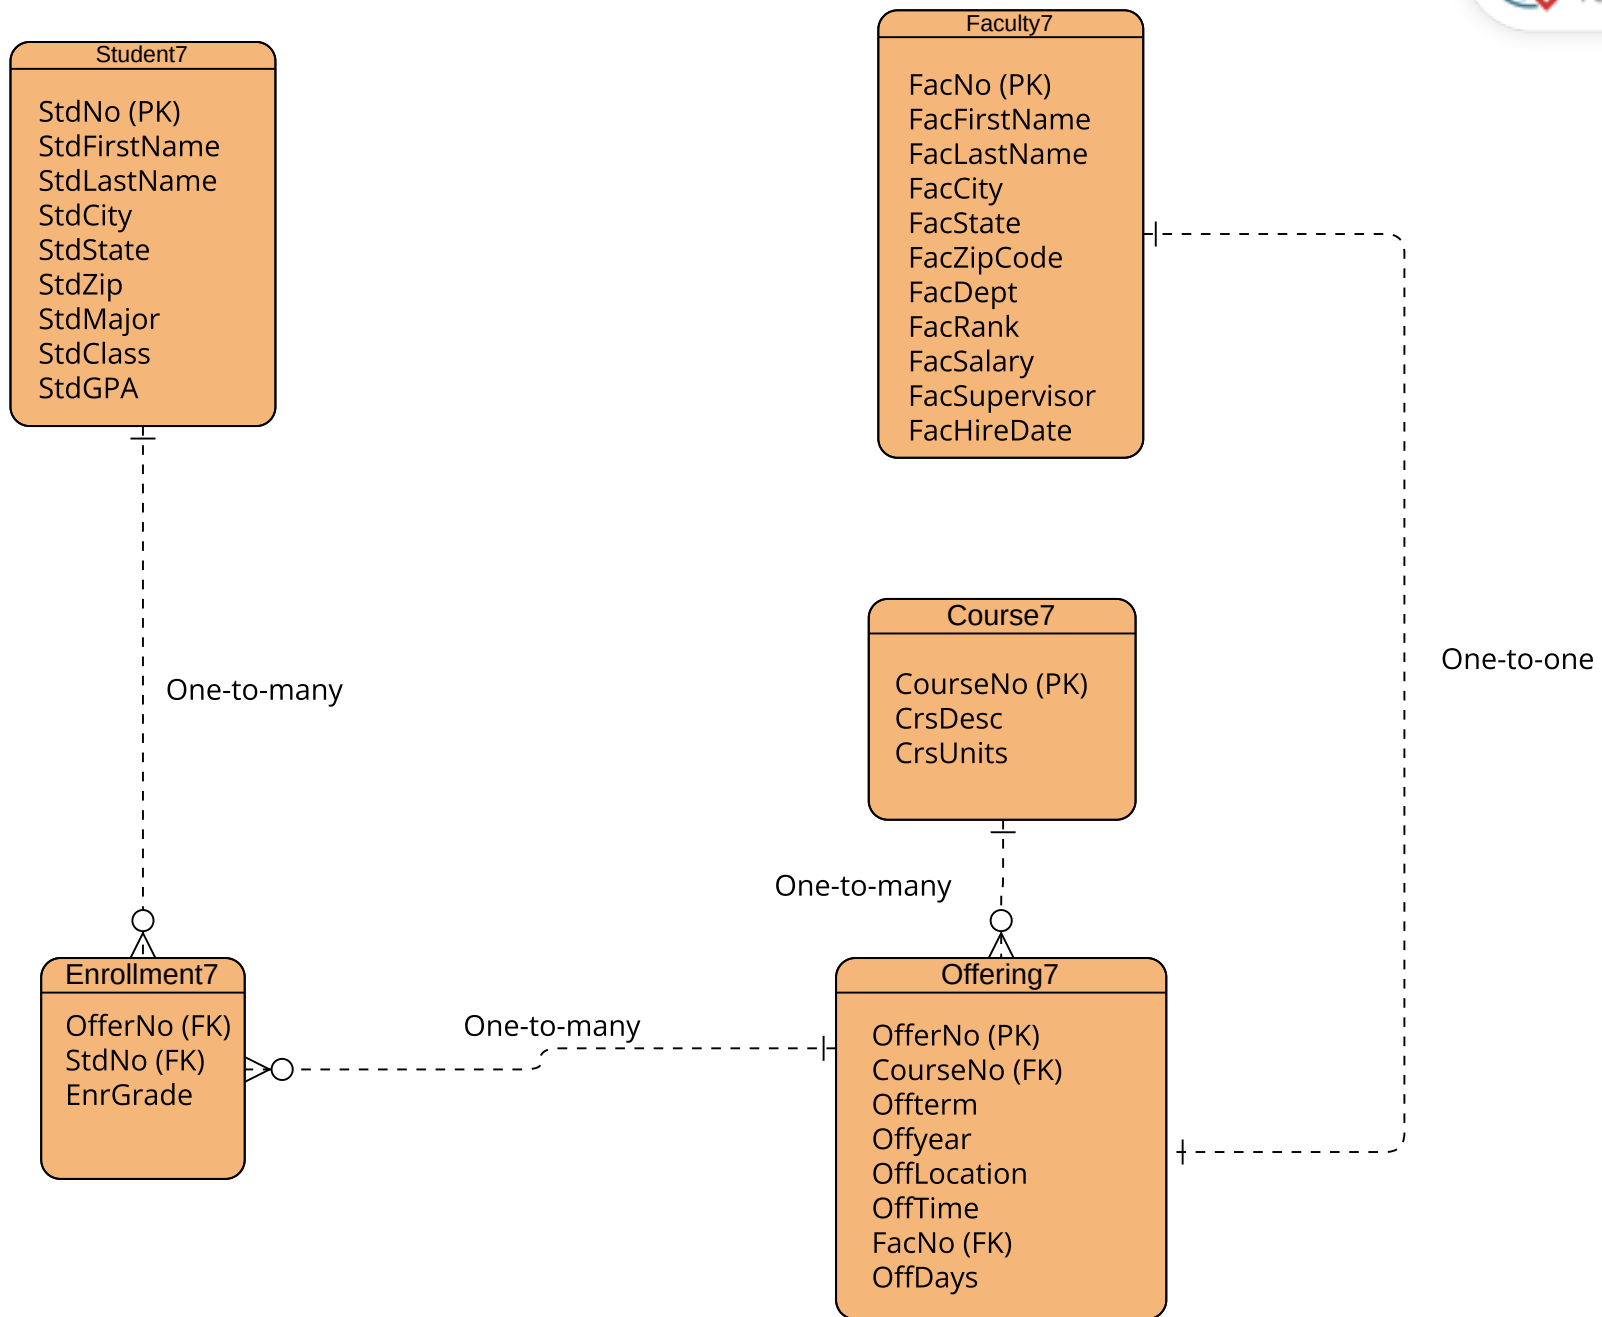 Student7
StdNo (PK)
StdFirstName
StdLastName
StdCity
StdState
StdZip
StdMajor
StdClass
StdGPA
Faculty7
FacNo (PK)
FacFirstName
FacLastName
FacCity
FacState
FacZipCode
FacDept
FacRank
FacSalary
FacSupervisor
FacHireDate
One-to-many
Course7
CourseNo (PK)
CrsDesc
CrsUnits
One-to-one
One-to-many
Enrollment7
OfferNo (FK)
StdNo (FK)
EnrGrade
One-to-many
Offering7
OfferNo (PK)
CourseNo (FK)
Offterm
Offyear
OffLocation
OffTime
FacNo (FK)
OffDays